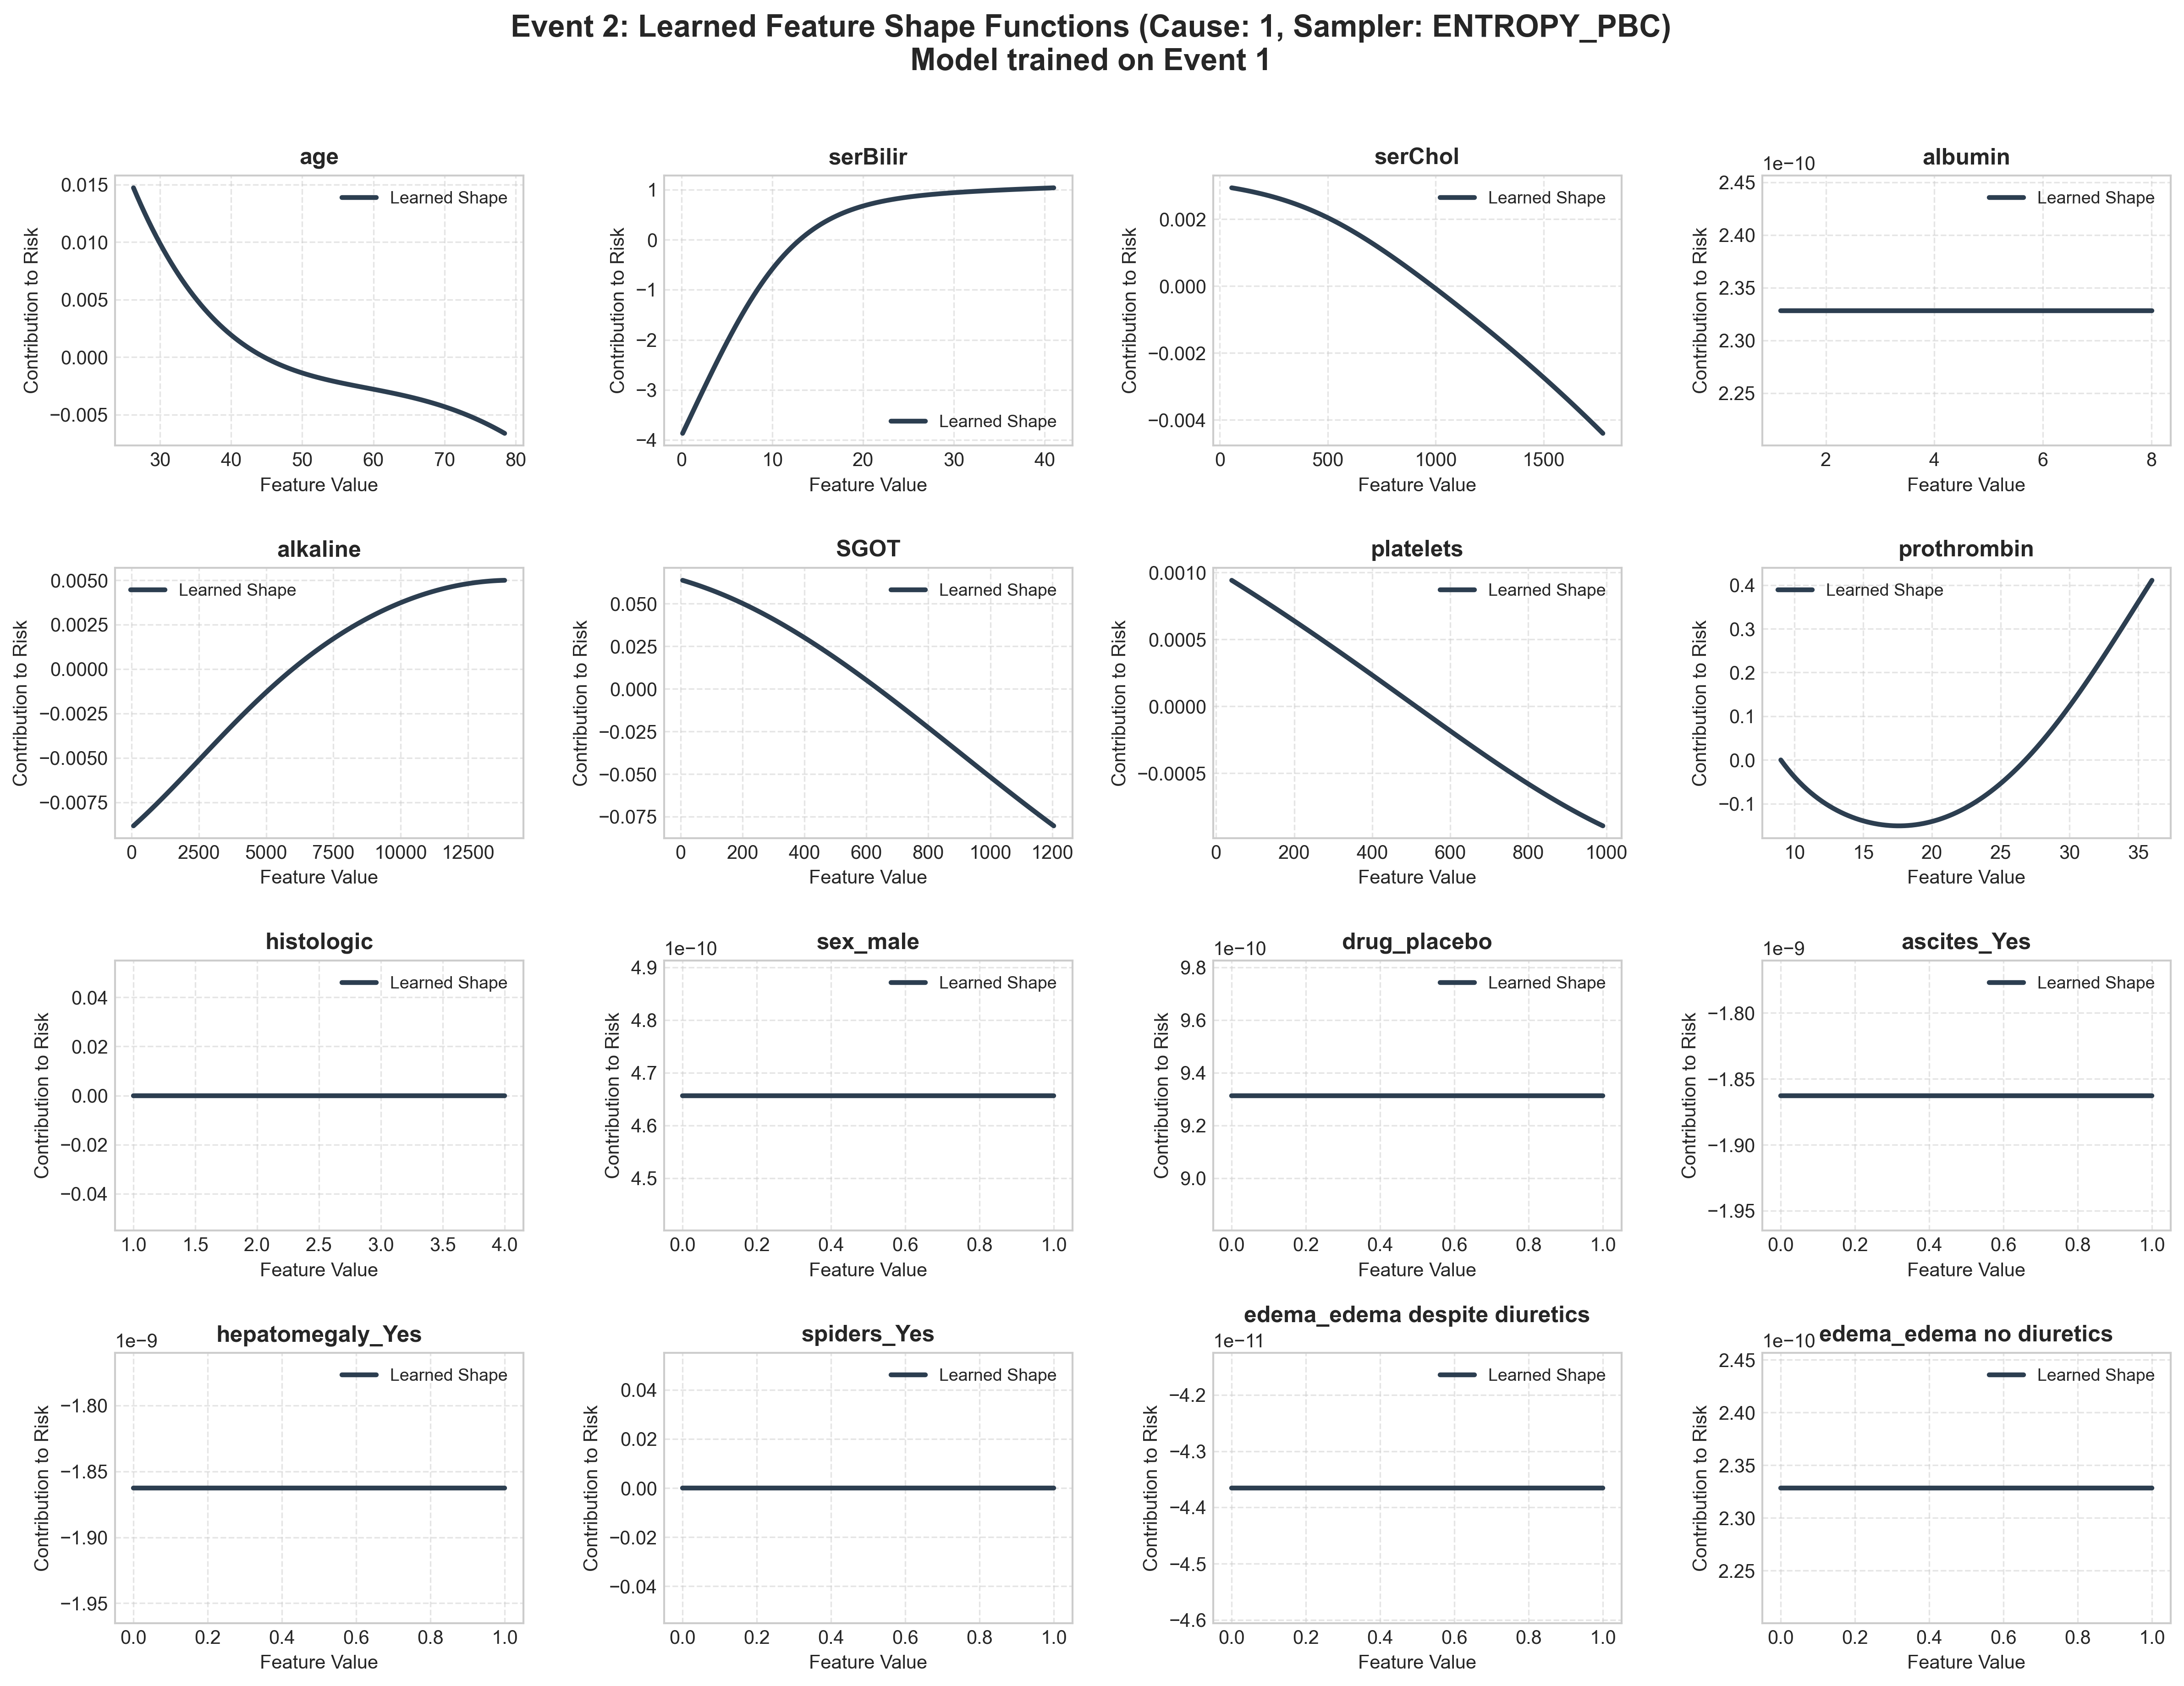 Event 2: Learned Feature Shape Functions (Cause: 1, Sampler: ENTROPY_PBC)
Model trained on Event 1
age
Contribution to Risk
0.015
0.010
0.005
0.000
−0.005
Learned Shape
30 40 50 60 70 80
Feature Value
serBilir
Contribution to Risk
1
0
−1
−2
−3
−4
Learned Shape
0 10 20 30 40
Feature Value
serChol
Contribution to Risk
0.002
0.000
−0.002
−0.004
Learned Shape
0 500 1000 1500
Feature Value
albumin
1e−10
Contribution to Risk
2.45
2.40
2.35
2.30
2.25
Learned Shape
2 4 6 8
Feature Value
alkaline
Contribution to Risk
0.0050
0.0025
0.0000
−0.0025
−0.0050
−0.0075
Learned Shape
0 2500 5000 7500 10000 12500
Feature Value
SGOT
Contribution to Risk
0.050
0.025
0.000
−0.025
−0.050
−0.075
Learned Shape
0 200 400 600 800 1000 1200
Feature Value
platelets
Contribution to Risk
0.0010
0.0005
0.0000
−0.0005
Learned Shape
0 200 400 600 800 1000
Feature Value
prothrombin
Contribution to Risk
0.4
0.3
0.2
0.1
0.0
−0.1
Learned Shape
10 15 20 25 30 35
Feature Value
histologic
Contribution to Risk
0.04
0.02
0.00
−0.02
−0.04
Learned Shape
1.0 1.5 2.0 2.5 3.0 3.5 4.0
Feature Value
sex_male
1e−10
Contribution to Risk
4.9
4.8
4.7
4.6
4.5
Learned Shape
0.0 0.2 0.4 0.6 0.8 1.0
Feature Value
drug_placebo
1e−10
Contribution to Risk
9.8
9.6
9.4
9.2
9.0
Learned Shape
0.0 0.2 0.4 0.6 0.8 1.0
Feature Value
ascites_Yes
1e−9
Contribution to Risk
−1.80
−1.85
−1.90
−1.95
Learned Shape
0.0 0.2 0.4 0.6 0.8 1.0
Feature Value
hepatomegaly_Yes
1e−9
Contribution to Risk
−1.80
−1.85
−1.90
−1.95
Learned Shape
0.0 0.2 0.4 0.6 0.8 1.0
Feature Value
spiders_Yes
Contribution to Risk
0.04
0.02
0.00
−0.02
−0.04
Learned Shape
0.0 0.2 0.4 0.6 0.8 1.0
Feature Value
edema_edema despite diuretics
1e−11
Contribution to Risk
−4.2
−4.3
−4.4
−4.5
−4.6
Learned Shape
0.0 0.2 0.4 0.6 0.8 1.0
Feature Value
edema_edema no diuretics
1e−10
Contribution to Risk
2.45
2.40
2.35
2.30
2.25
Learned Shape
0.0 0.2 0.4 0.6 0.8 1.0
Feature Value